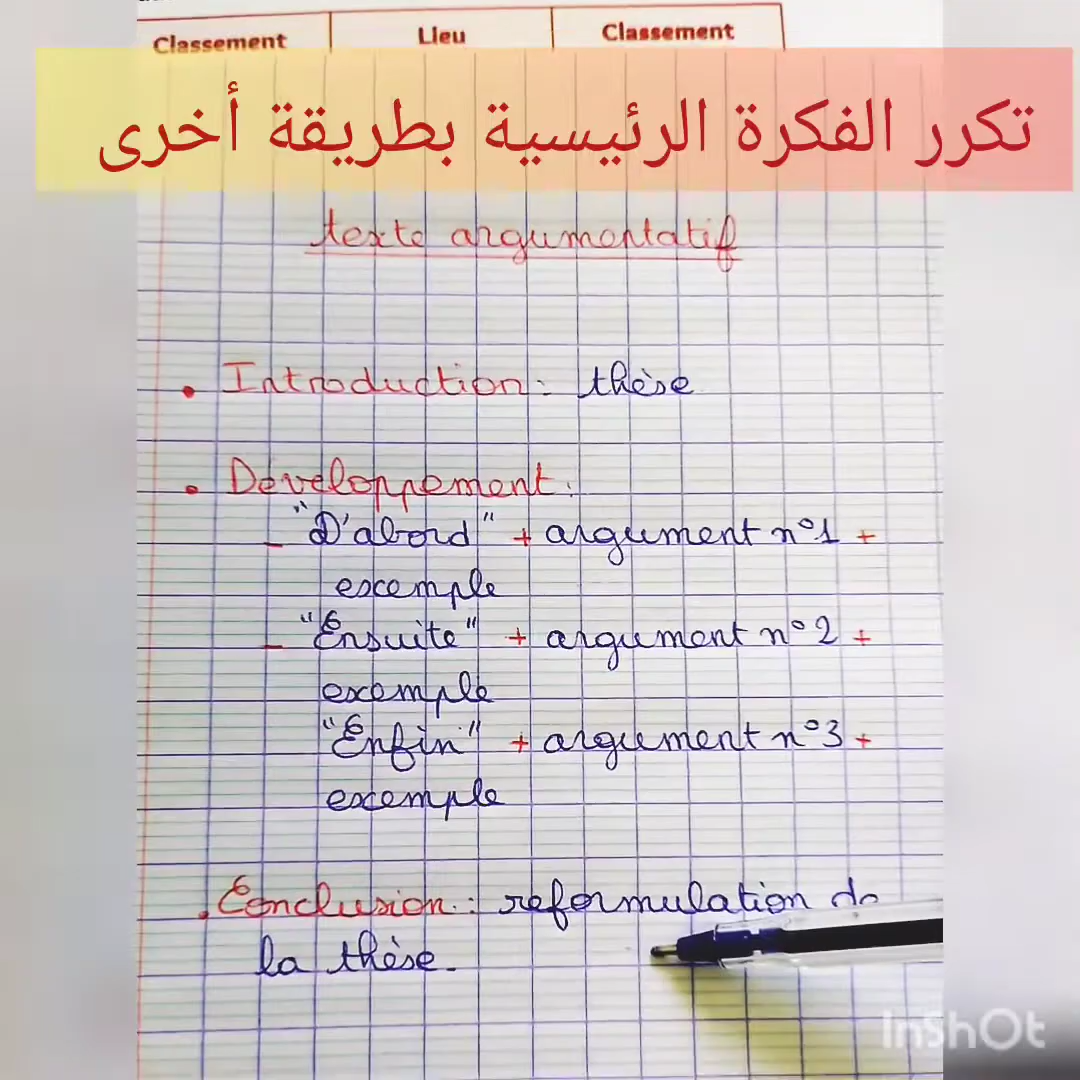 Classement Lieu Classement
تكرر الفكرة الرئيسية بطريقة أخرى
texte argumentatif
• Introduction : thèse
• Développement :
- "D'abord" + argument n°1 +
exemple
- "Ensuite" + argument n°2 +
exemple
"Enfin" + argument n°3 +
exemple
. Conclusion : reformulation de
la thèse.
InShOt